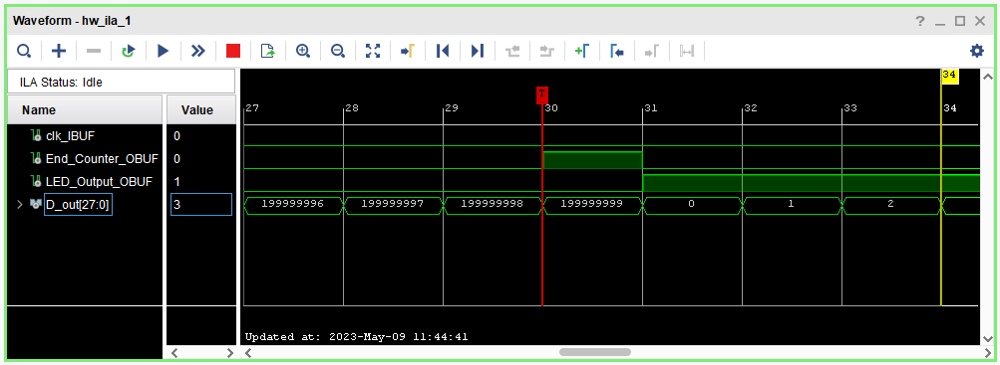 Waveform - hw_ila_1
ILA Status: Idle
Name Value
clk_IBUF 0
End_Counter_OBUF 0
LED_Output_OBUF 1
D_out[27:0] 3
34
T
27 28 29 30 31 32 33 34
199999996 199999997 199999998 199999999 0 1 2
Updated at: 2023-May-09 11:44:41